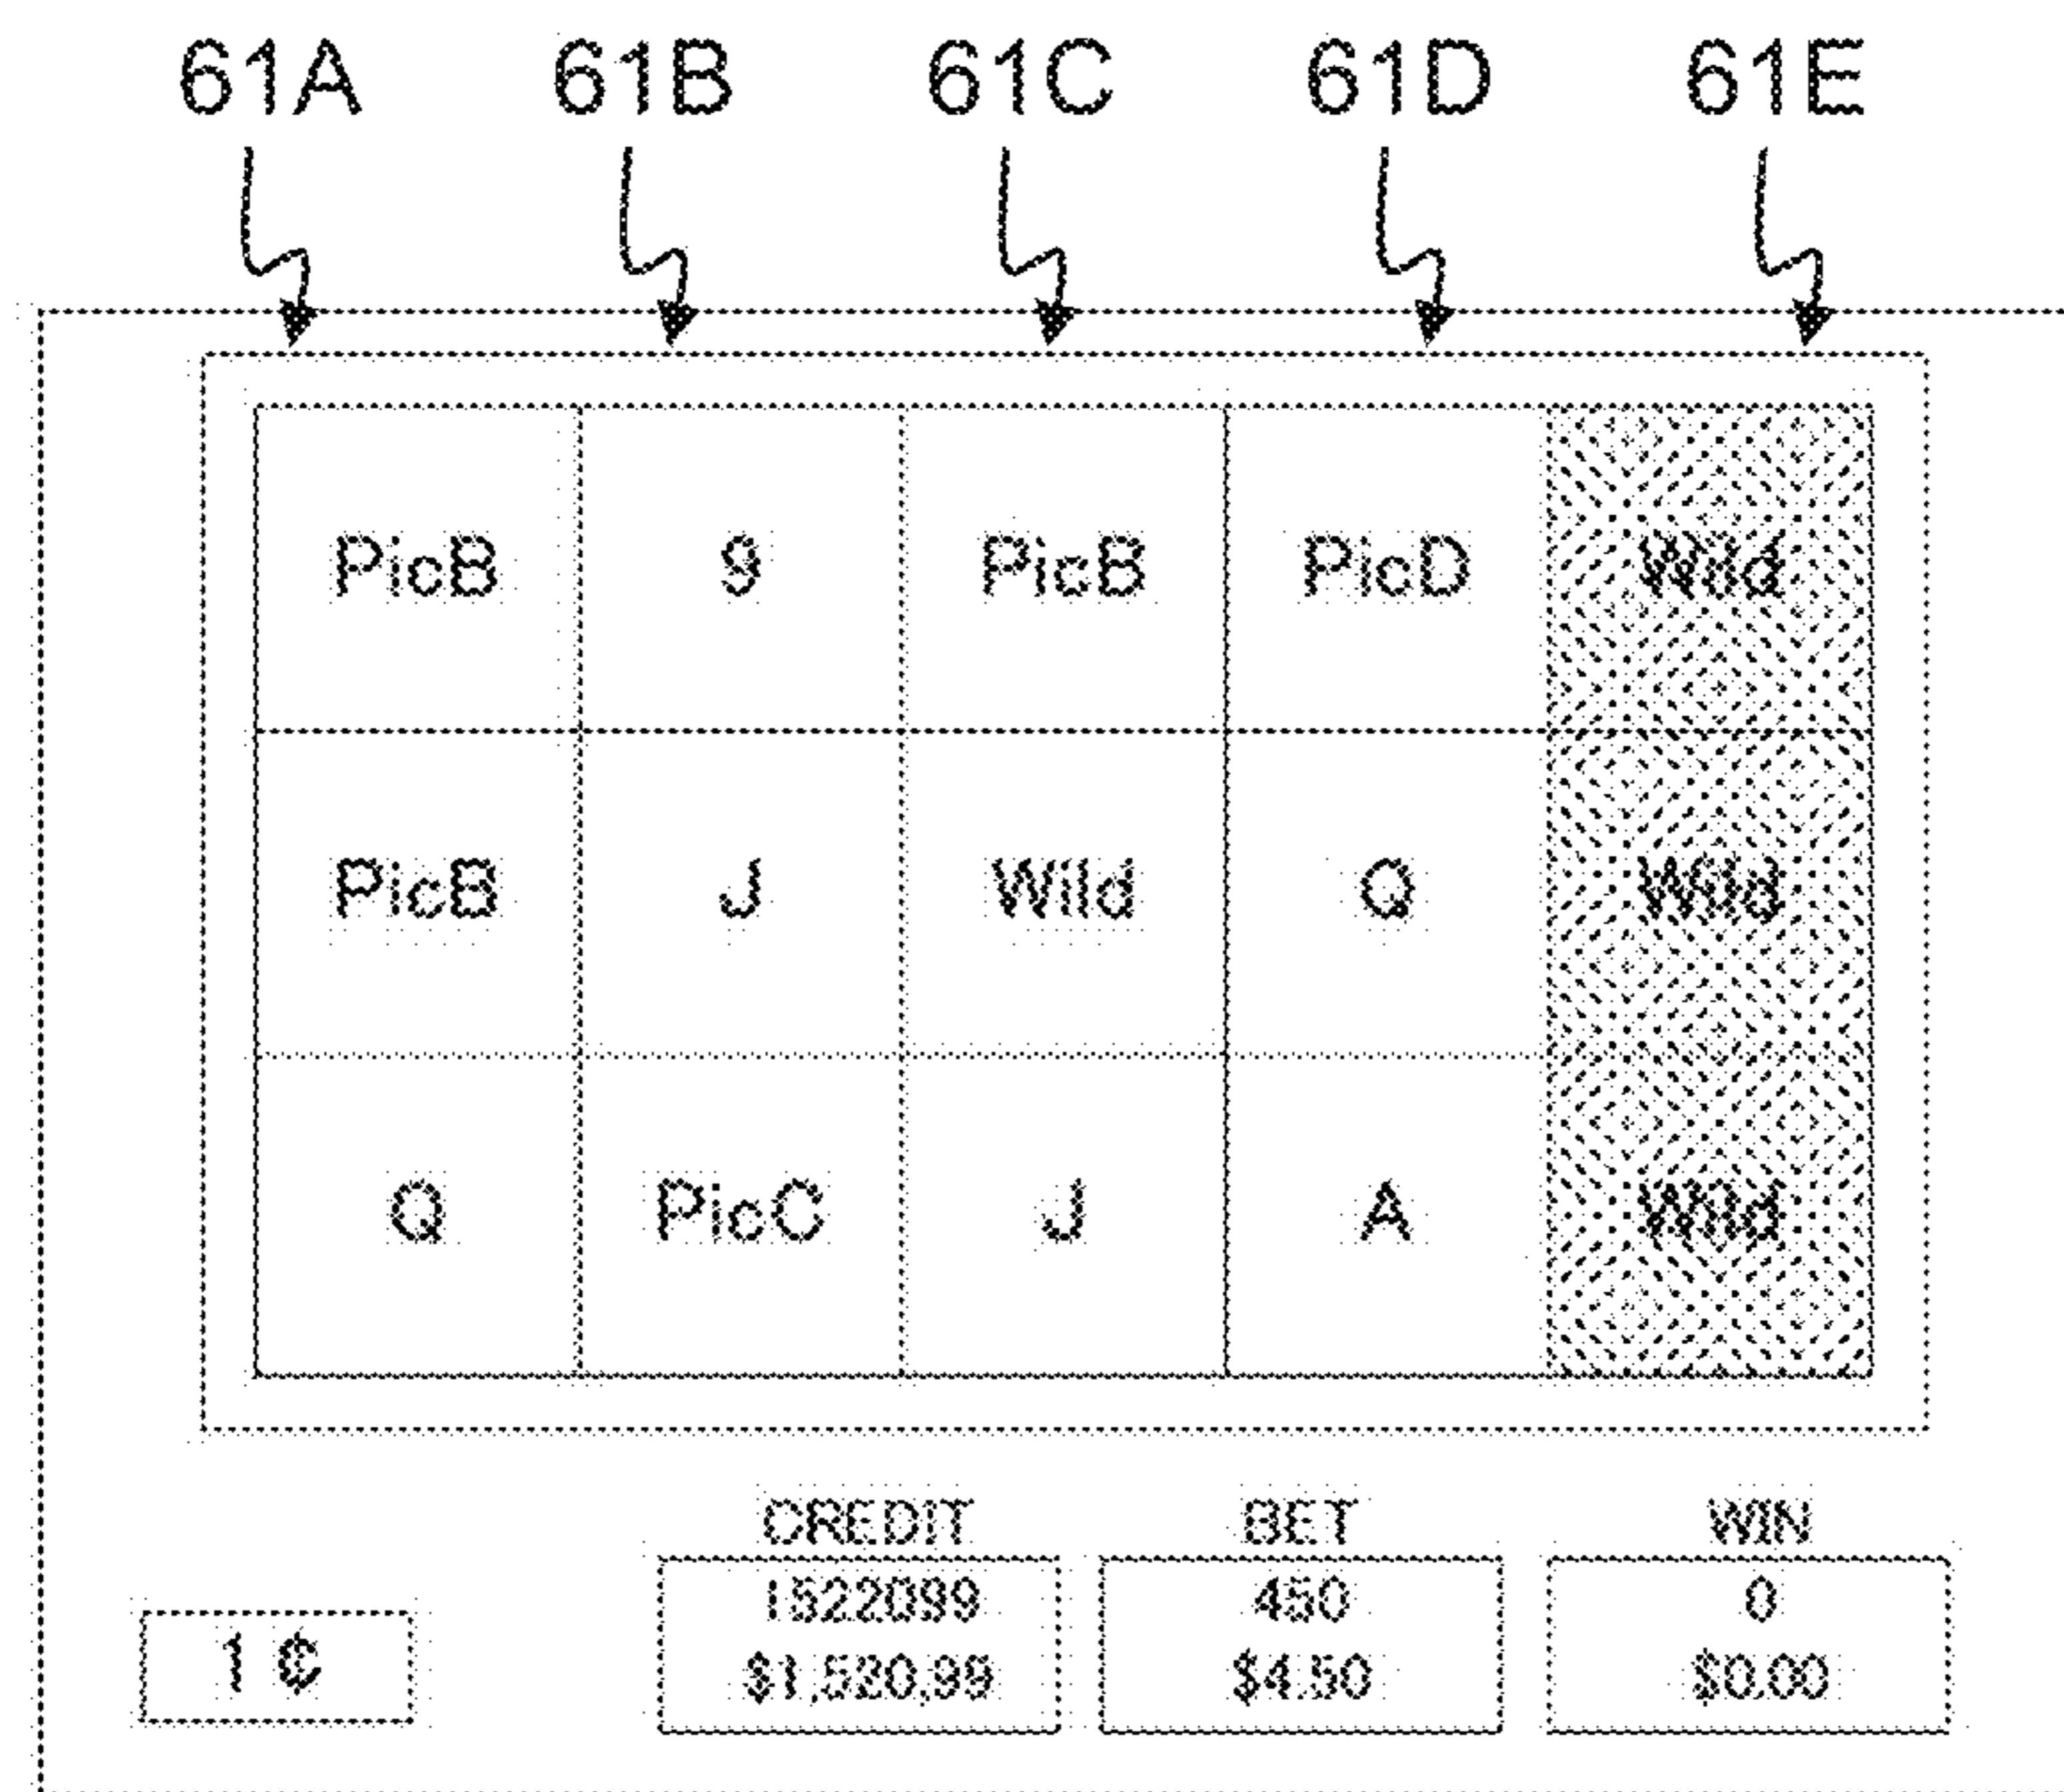 61A 61B 61C 61D 61E
PicB 9 PicB PicD Wild
PicB J Wild Q Wild
Q PicC J A Wild
CREDIT BET WIN
1522099 450 0
1 ¢ $1,520.99 $4.50 $0.00